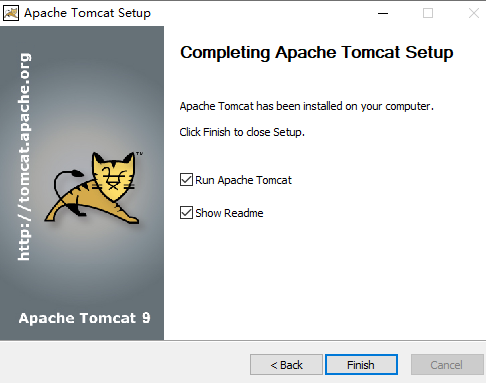 Apache Tomcat Setup
http://tomcat.apache.org
Apache Tomcat 9
TM
Completing Apache Tomcat Setup
Apache Tomcat has been installed on your computer.
Click Finish to close Setup.
Run Apache Tomcat
Show Readme
< Back
Finish
Cancel